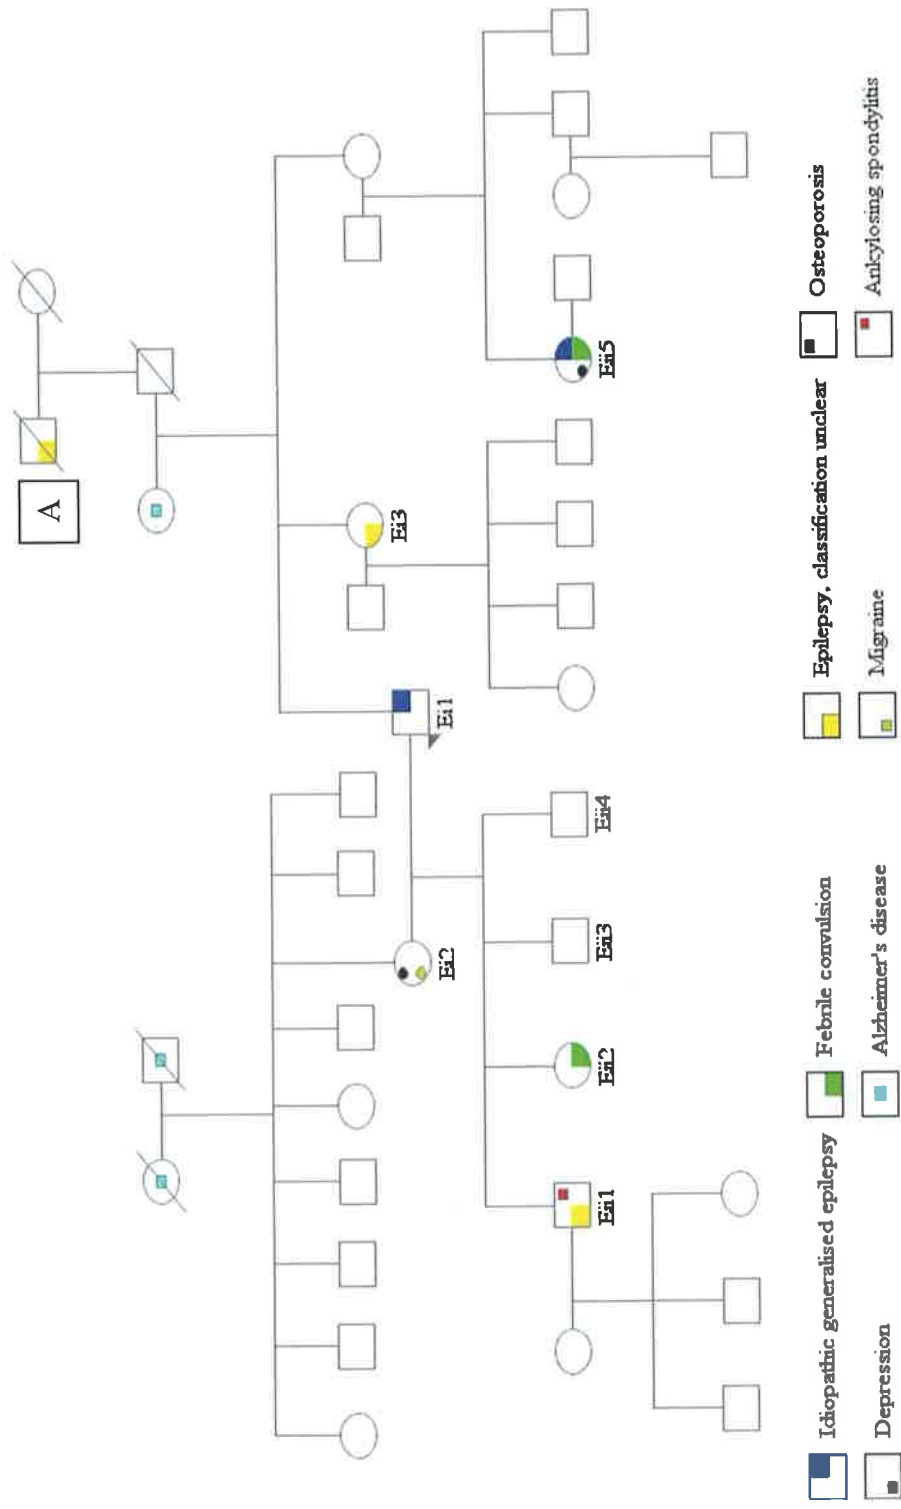 A
Ei2
Ei1
Ei3
Eii1
Eii2
Eii3
Eii4
Eii5
Idiopathic generalised epilepsy
Febrile convulsion
Epilepsy, classification unclear
Osteoporosis
Depression
Alzheimer's disease
Migraine
Ankylosing spondylitis